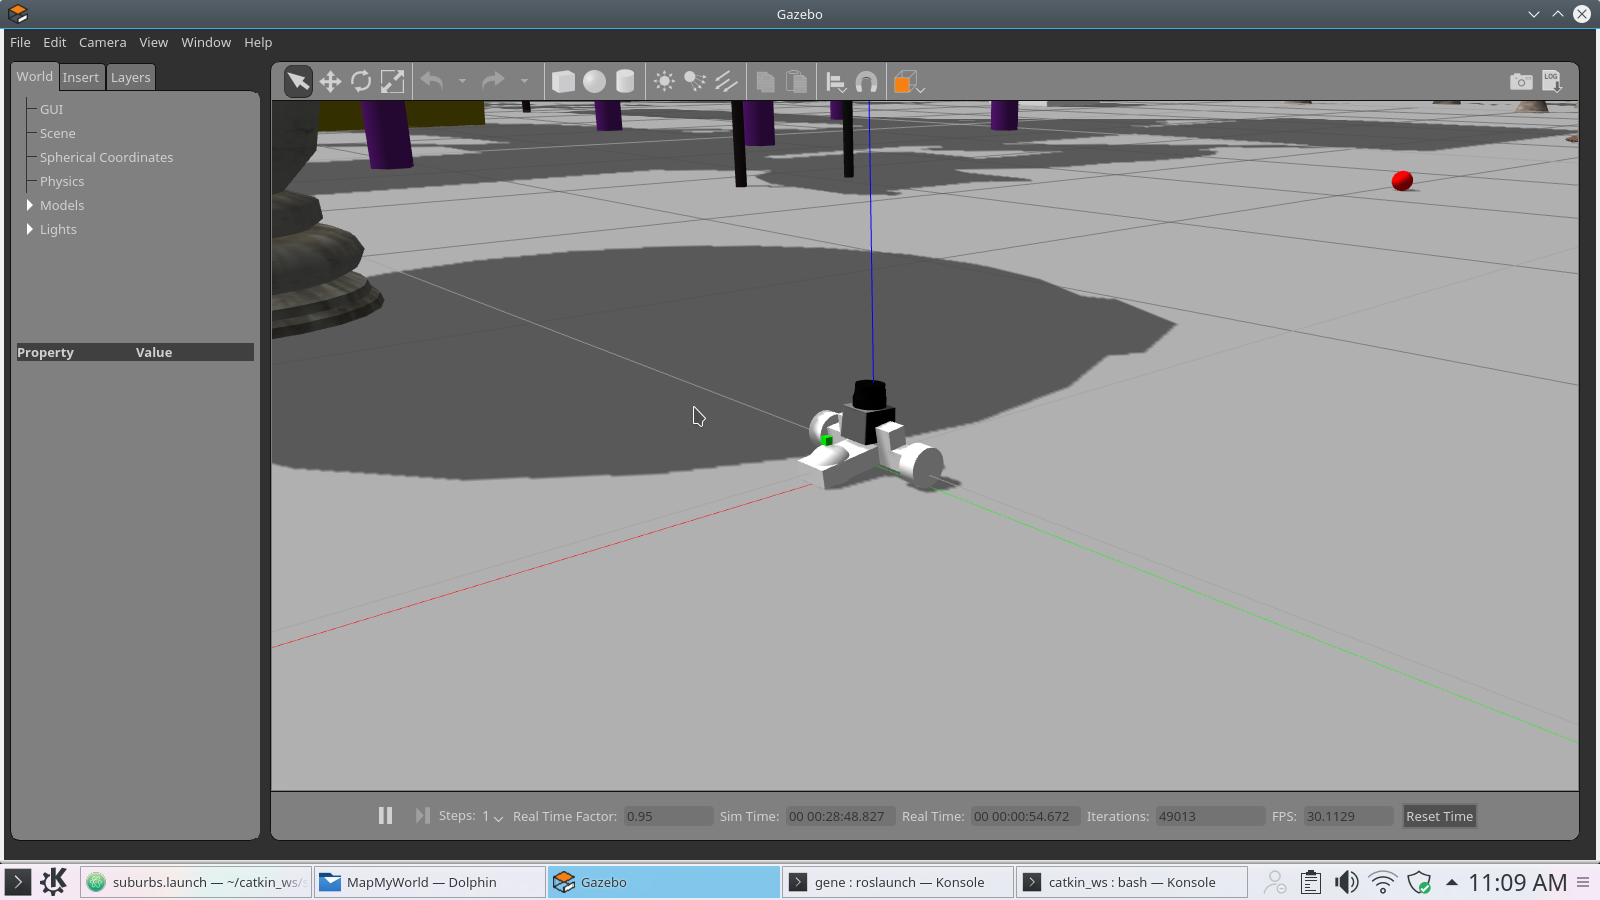 Gazebo
File Edit Camera View Window Help
World Insert Layers
LOG
GUI
Scene
Spherical Coordinates
Physics
Models
Lights
Property Value
Steps: 1 Real Time Factor: 0.95 Sim Time: 00 00:28:48.827 Real Time: 00 00:00:54.672 Iterations: 49013 FPS: 30.1129 Reset Time
suburbs.launch — ~/catkin_ws/ MapMyWorld — Dolphin Gazebo gene : roslaunch — Konsole catkin_ws : bash — Konsole 11:09 AM